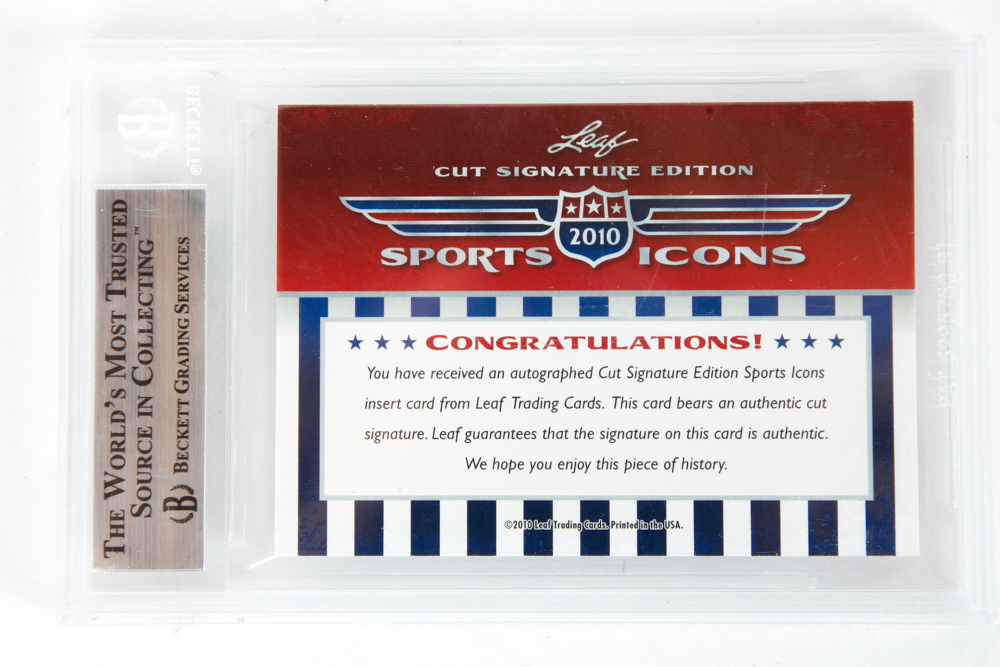 Leaf
CUT SIGNATURE EDITION
2010
SPORTS ICONS
CONGRATULATIONS!
You have received an autographed Cut Signature Edition Sports Icons
insert card from Leaf Trading Cards. This card bears an authentic cut
signature. Leaf guarantees that the signature on this card is authentic.
We hope you enjoy this piece of history.
©2010 Leaf Trading Cards. Printed in the USA.
THE WORLD'S MOST TRUSTED
SOURCE IN COLLECTING™
B BECKETT GRADING SERVICES
B
BECKETT®